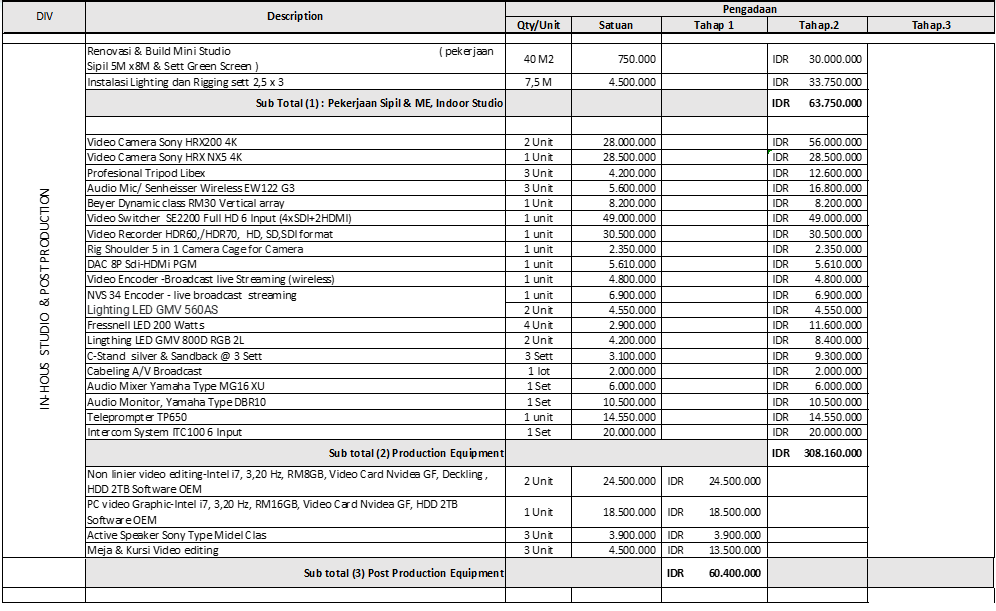 DIV Description Pengadaan
Qty/Unit Satuan Tahap 1 Tahap.2 Tahap.3
IN-HOUS STUDIO & POST PRODUCTION
Renovasi & Build Mini Studio ( pekerjaan
Sipil 5M x8M & Sett Green Screen ) 40 M2 750.000 IDR 30.000.000
Instalasi Lighting dan Rigging sett 2,5 x 3 7,5 M 4.500.000 IDR 33.750.000
Sub Total (1) : Pekerjaan Sipil & ME, Indoor Studio IDR 63.750.000
Video Camera Sony HRX200 4K 2 Unit 28.000.000 IDR 56.000.000
Video Camera Sony HRX NX5 4K 1 Unit 28.500.000 IDR 28.500.000
Profesional Tripod Libex 3 Unit 4.200.000 IDR 12.600.000
Audio Mic/ Senheisser Wireless EW122 G3 3 Unit 5.600.000 IDR 16.800.000
Beyer Dynamic class RM30 Vertical array 1 Unit 8.200.000 IDR 8.200.000
Video Switcher SE2200 Full HD 6 Input (4xSDI+2HDMI) 1 unit 49.000.000 IDR 49.000.000
Video Recorder HDR60,/HDR70, HD, SD,SDI format 1 unit 30.500.000 IDR 30.500.000
Rig Shoulder 5 in 1 Camera Cage for Camera 1 unit 2.350.000 IDR 2.350.000
DAC 8P Sdi-HDMi PGM 1 unit 5.610.000 IDR 5.610.000
Video Encoder -Broadcast live Streaming (wireless) 1 unit 4.800.000 IDR 4.800.000
NVS 34 Encoder - live broadcast streaming 1 unit 6.900.000 IDR 6.900.000
Lighting LED GMV 560AS 2 Unit 4.550.000 IDR 4.550.000
Fressnell LED 200 Watts 4 Unit 2.900.000 IDR 11.600.000
Lingthing LED GMV 800D RGB 2L 2 Unit 4.200.000 IDR 8.400.000
C-Stand silver & Sandback @ 3 Sett 3 Sett 3.100.000 IDR 9.300.000
Cabeling A/V Broadcast 1 lot 2.000.000 IDR 2.000.000
Audio Mixer Yamaha Type MG16 XU 1 Set 6.000.000 IDR 6.000.000
Audio Monitor, Yamaha Type DBR10 1 Set 10.500.000 IDR 10.500.000
Teleprompter TP650 1 unit 14.550.000 IDR 14.550.000
Intercom System ITC100 6 Input 1 Set 20.000.000 IDR 20.000.000
Sub total (2) Production Equipment IDR 308.160.000
Non linier video editing-Intel i7, 3,20 Hz, RM8GB, Video Card Nvidea GF, Deckling ,
HDD 2TB Software OEM 2 Unit 24.500.000 IDR 24.500.000
PC video Graphic-Intel i7, 3,20 Hz, RM16GB, Video Card Nvidea GF, HDD 2TB
Software OEM 1 Unit 18.500.000 IDR 18.500.000
Active Speaker Sony Type Midel Clas 3 Unit 3.900.000 IDR 3.900.000
Meja & Kursi Video editing 3 Unit 4.500.000 IDR 13.500.000
Sub total (3) Post Production Equipment IDR 60.400.000